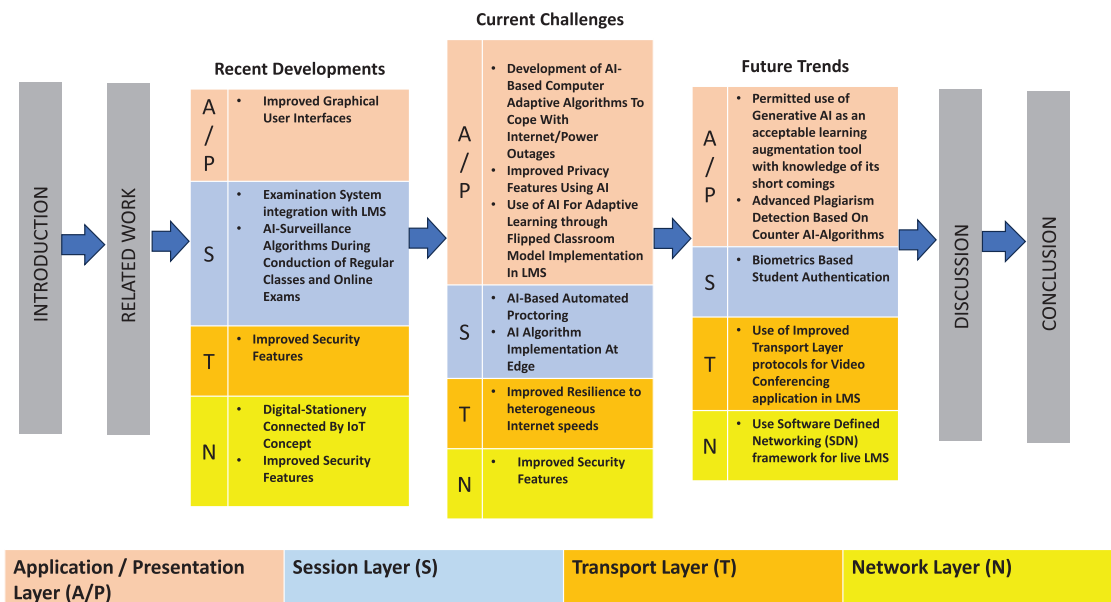 INTRODUCTION
RELATED WORK
Recent Developments
A
/
P
• Improved Graphical
User Interfaces
S
• Examination System
integration with LMS
• AI-Surveillance
Algorithms During
Conduction of Regular
Classes and Online
Exams
T
• Improved Security
Features
N
• Digital-Stationery
Connected By IoT
Concept
• Improved Security
Features
Current Challenges
A
/
P
• Development of AI-
Based Computer
Adaptive Algorithms To
Cope With
Internet/Power
Outages
• Improved Privacy
Features Using AI
• Use of AI For Adaptive
Learning through
Flipped Classroom
Model Implementation
In LMS
S
• AI-Based Automated
Proctoring
• AI Algorithm
Implementation At
Edge
T
• Improved Resilience to
heterogeneous
Internet speeds
N
• Improved Security
Features
Future Trends
A
/
P
• Permitted use of
Generative AI as an
acceptable learning
augmentation tool
with knowledge of its
short comings
• Advanced Plagiarism
Detection Based On
Counter AI-Algorithms
S
• Biometrics Based
Student Authentication
T
• Use of Improved
Transport Layer
protocols for Video
Conferencing
application in LMS
N
• Use Software Defined
Networking (SDN)
framework for live LMS
DISCUSSION
CONCLUSION
Application / Presentation
Layer (A/P)
Session Layer (S)
Transport Layer (T)
Network Layer (N)